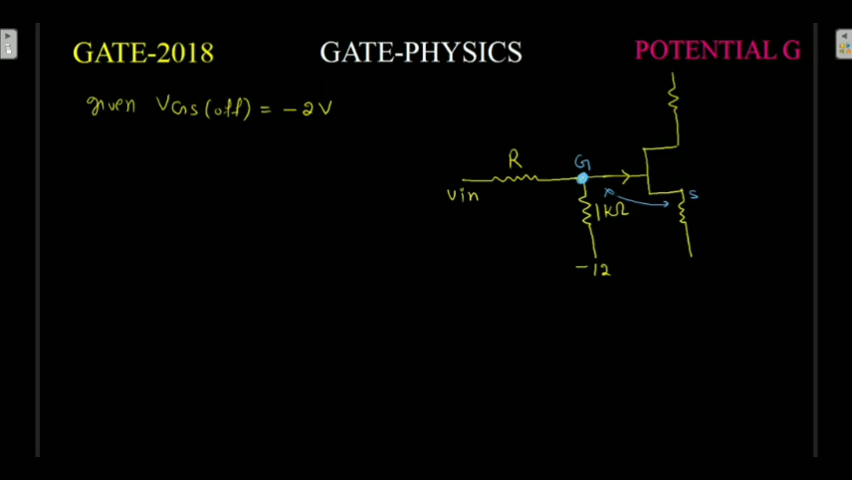 GATE-2018 GATE-PHYSICS POTENTIAL G
given VGS (off) = -2V
R
G
Vin
S
1KΩ
-12